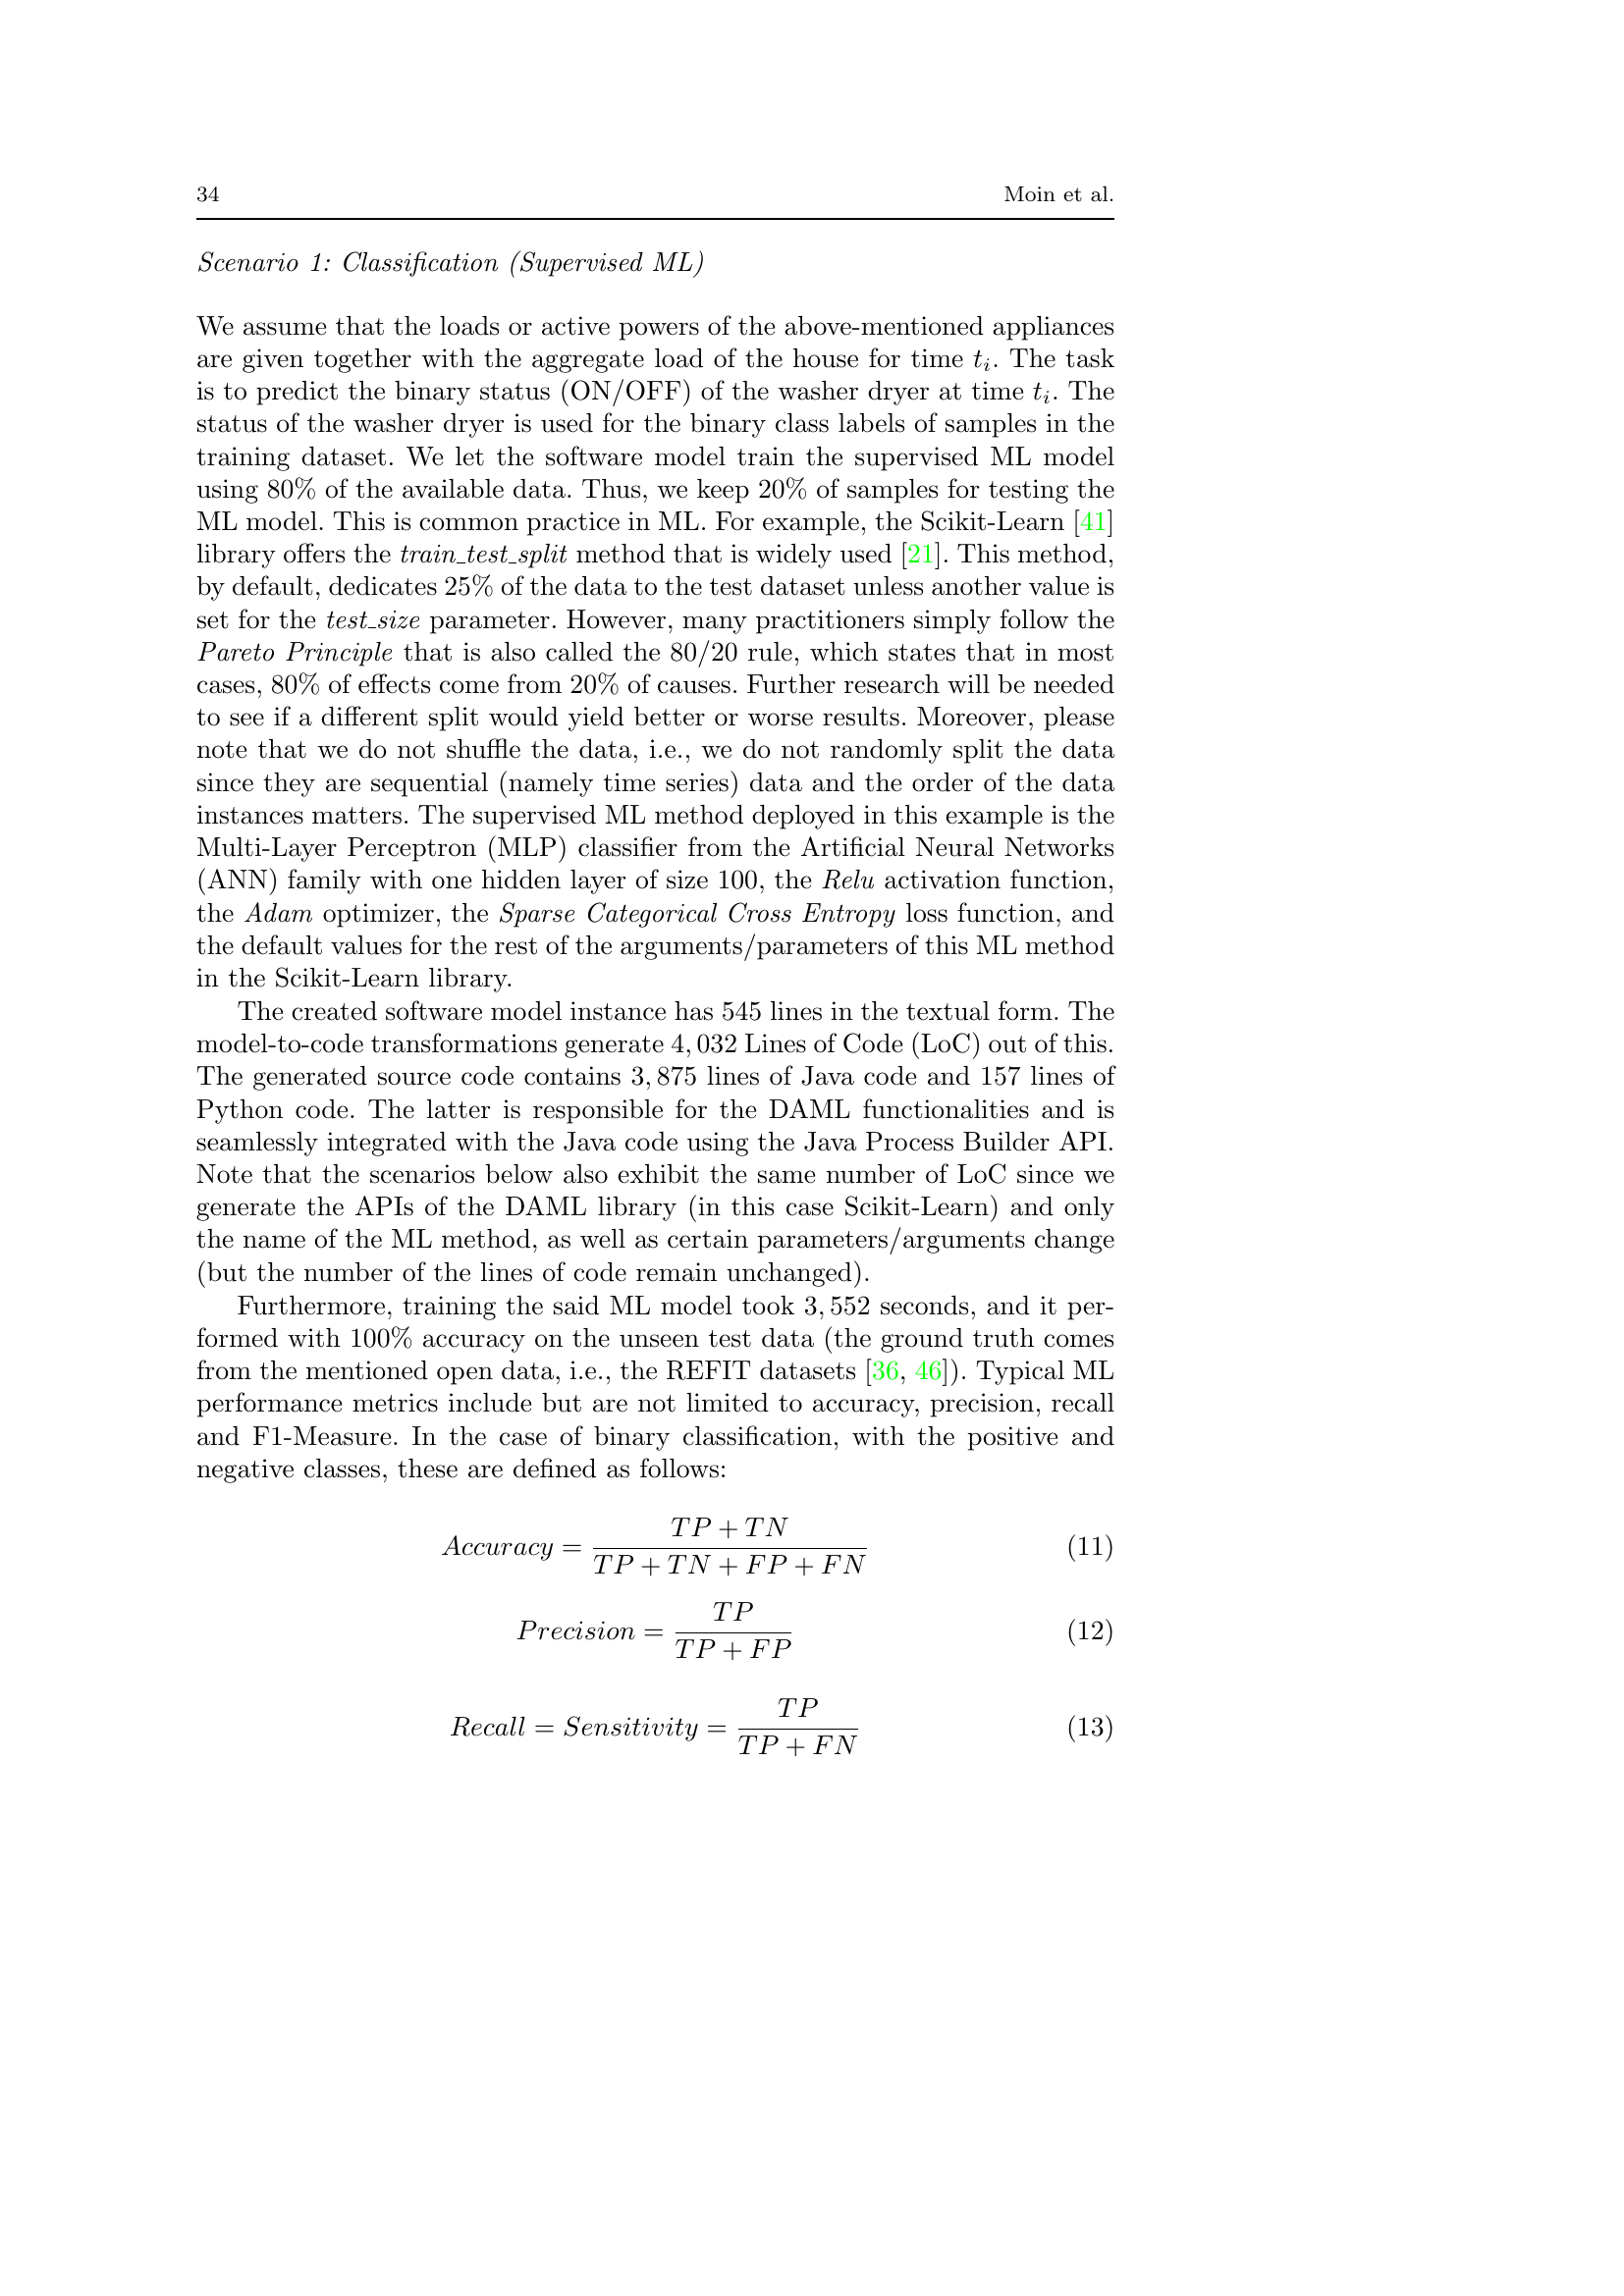 34 Moin et al.
Scenario 1: Classification (Supervised ML)
We assume that the loads or active powers of the above-mentioned appliances
are given together with the aggregate load of the house for time t_i. The task
is to predict the binary status (ON/OFF) of the washer dryer at time t_i. The
status of the washer dryer is used for the binary class labels of samples in the
training dataset. We let the software model train the supervised ML model
using 80% of the available data. Thus, we keep 20% of samples for testing the
ML model. This is common practice in ML. For example, the Scikit-Learn [41]
library offers the train_test_split method that is widely used [21]. This method,
by default, dedicates 25% of the data to the test dataset unless another value is
set for the test_size parameter. However, many practitioners simply follow the
Pareto Principle that is also called the 80/20 rule, which states that in most
cases, 80% of effects come from 20% of causes. Further research will be needed
to see if a different split would yield better or worse results. Moreover, please
note that we do not shuffle the data, i.e., we do not randomly split the data
since they are sequential (namely time series) data and the order of the data
instances matters. The supervised ML method deployed in this example is the
Multi-Layer Perceptron (MLP) classifier from the Artificial Neural Networks
(ANN) family with one hidden layer of size 100, the Relu activation function,
the Adam optimizer, the Sparse Categorical Cross Entropy loss function, and
the default values for the rest of the arguments/parameters of this ML method
in the Scikit-Learn library.
The created software model instance has 545 lines in the textual form. The
model-to-code transformations generate 4, 032 Lines of Code (LoC) out of this.
The generated source code contains 3, 875 lines of Java code and 157 lines of
Python code. The latter is responsible for the DAML functionalities and is
seamlessly integrated with the Java code using the Java Process Builder API.
Note that the scenarios below also exhibit the same number of LoC since we
generate the APIs of the DAML library (in this case Scikit-Learn) and only
the name of the ML method, as well as certain parameters/arguments change
(but the number of the lines of code remain unchanged).
Furthermore, training the said ML model took 3, 552 seconds, and it per-
formed with 100% accuracy on the unseen test data (the ground truth comes
from the mentioned open data, i.e., the REFIT datasets [36, 46]). Typical ML
performance metrics include but are not limited to accuracy, precision, recall
and F1-Measure. In the case of binary classification, with the positive and
negative classes, these are defined as follows:
Accuracy = (TP + TN) / (TP + TN + FP + FN) (11)
Precision = TP / (TP + FP) (12)
Recall = Sensitivity = TP / (TP + FN) (13)